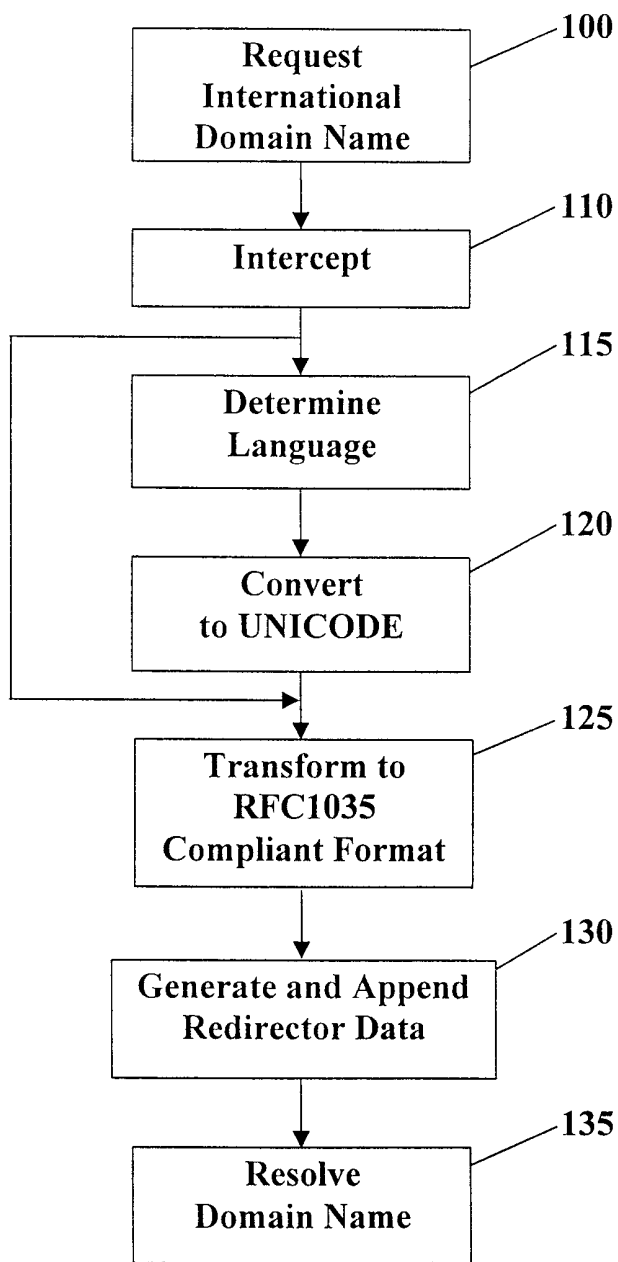 100
Request
International
Domain Name
110
Intercept
115
Determine
Language
120
Convert
to UNICODE
125
Transform to
RFC1035
Compliant Format
130
Generate and Append
Redirector Data
135
Resolve
Domain Name